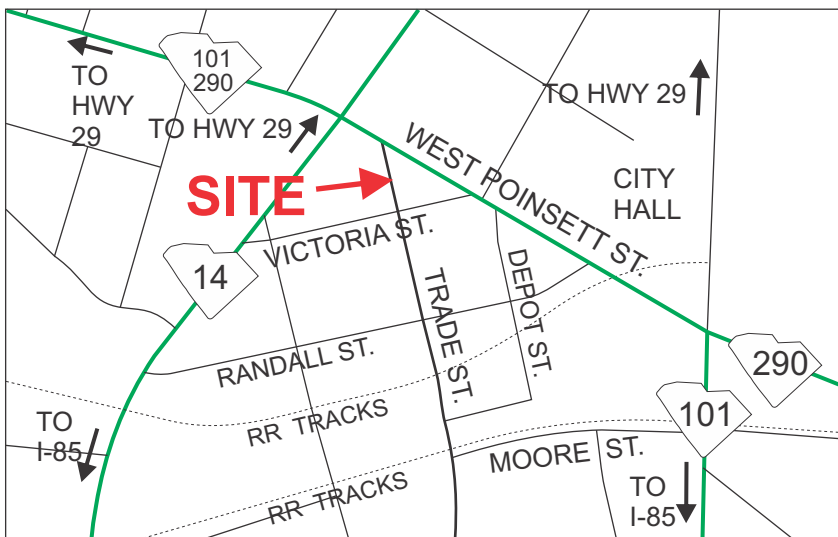 101
290
TO
HWY
29
TO HWY 29
TO HWY 29
WEST POINSETT ST.
CITY
HALL
SITE
VICTORIA ST.
14
TRADE ST.
DEPOT ST.
RANDALL ST.
290
101
TO
I-85
RR TRACKS
MOORE ST.
RR TRACKS
TO
I-85